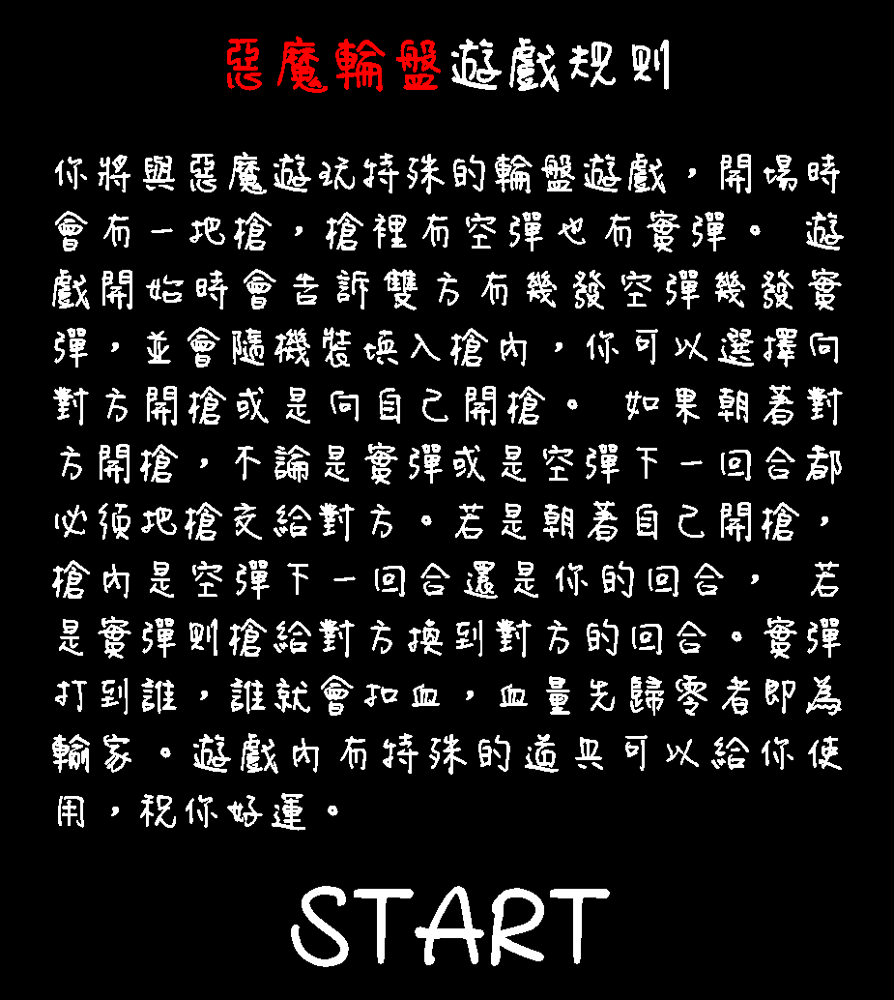 惡魔輪盤遊戲規則
你將與惡魔遊玩特殊的輪盤遊戲，開場時
會有一把槍，槍裡有空彈也有實彈。 遊
戲開始時會告訴雙方有幾發空彈幾發實
彈，並會隨機裝填入槍內，你可以選擇向
對方開槍或是向自己開槍。 如果朝著對
方開槍，不論是實彈或是空彈下一回合都
必須把槍交給對方。若是朝著自己開槍，
槍內是空彈下一回合還是你的回合， 若
是實彈則槍給對方換到對方的回合。實彈
打到誰，誰就會扣血，血量先歸零者即為
輸家。遊戲內有特殊的道具可以給你使
用，祝你好運。
START